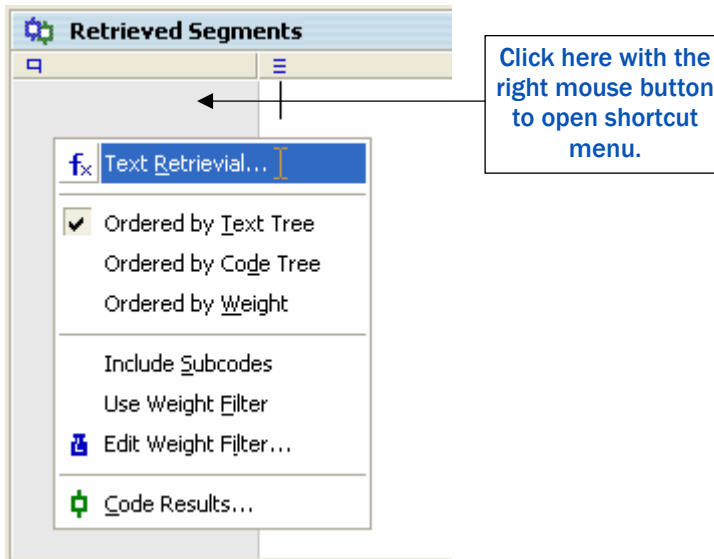 Retrieved Segments
Click here with the
right mouse button
to open shortcut
menu.
fx Text Retrievial...
Ordered by Text Tree
Ordered by Code Tree
Ordered by Weight
Include Subcodes
Use Weight Filter
Edit Weight Filter...
Code Results...